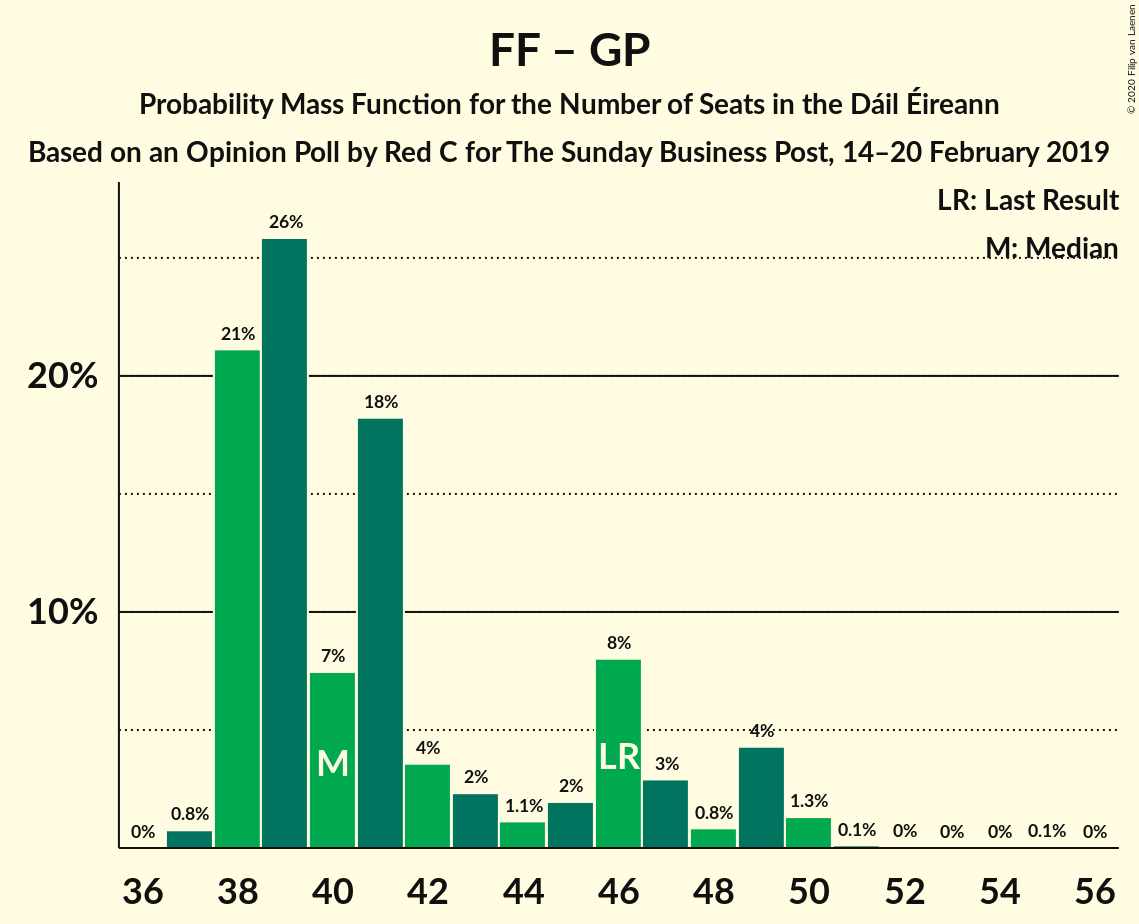 FF – GP
Probability Mass Function for the Number of Seats in the Dáil Éireann
Based on an Opinion Poll by Red C for The Sunday Business Post, 14–20 February 2019
© 2020 Filip van Laenen
LR: Last Result
M: Median
20%
10%
0%
0.8%
21%
26%
7%
18%
4%
2%
1.1%
2%
8%
3%
0.8%
4%
1.3%
0.1%
0%
0%
0%
0.1%
0%
M
LR
36 38 40 42 44 46 48 50 52 54 56